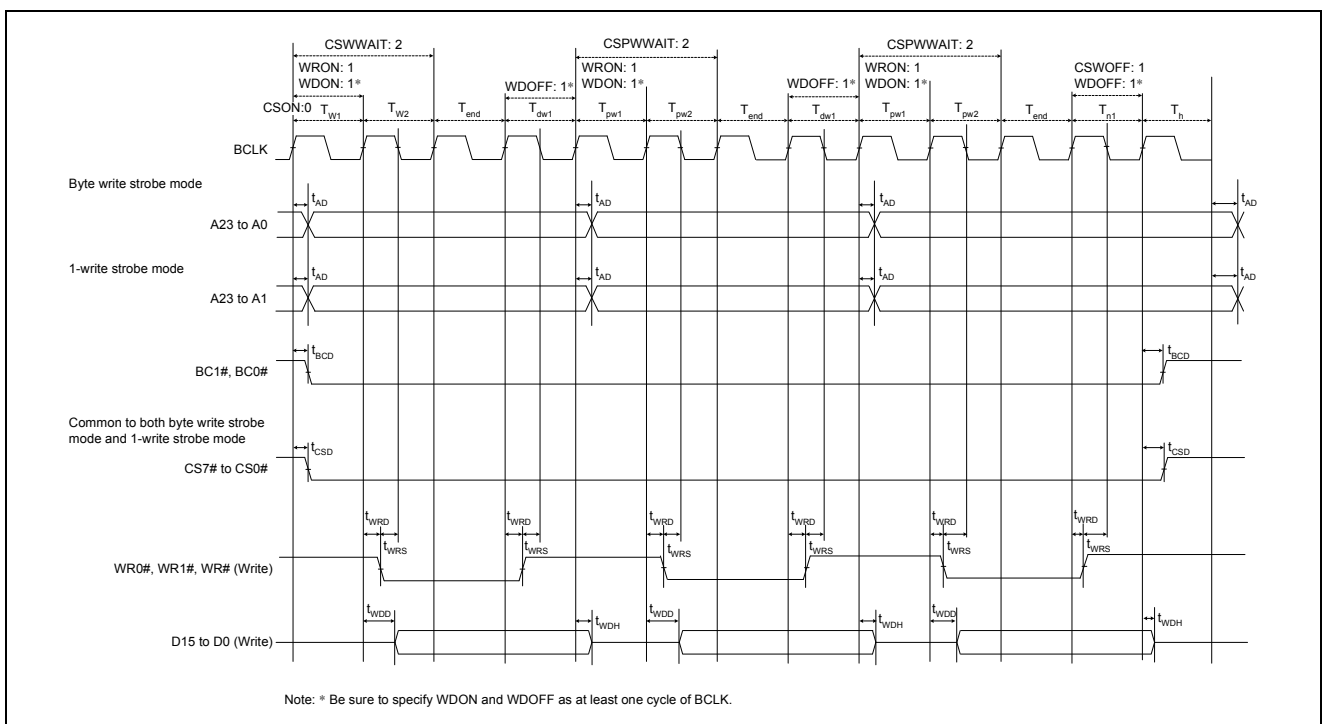 CSWWAIT: 2
CSPWWAIT: 2
CSPWWAIT: 2
WRON: 1
WDON: 1*
WDOFF: 1*
WRON: 1
WDON: 1*
WDOFF: 1*
WRON: 1
WDON: 1*
CSWOFF: 1
WDOFF: 1*
CSON:0
TW1 TW2 Tend Tdw1 Tpw1 Tpw2 Tend Tdw1 Tpw1 Tpw2 Tend Tn1 Th
BCLK
Byte write strobe mode
tAD tAD tAD tAD
A23 to A0
1-write strobe mode
tAD tAD tAD tAD
A23 to A1
tBCD tBCD
BC1#, BC0#
Common to both byte write strobe
mode and 1-write strobe mode
tCSD tCSD
CS7# to CS0#
tWRD tWRD tWRD tWRD tWRD tWRD
tWRS tWRS tWRS tWRS tWRS tWRS
WR0#, WR1#, WR# (Write)
tWDD tWDH tWDD tWDH tWDD tWDH
D15 to D0 (Write)
Note: * Be sure to specify WDON and WDOFF as at least one cycle of BCLK.